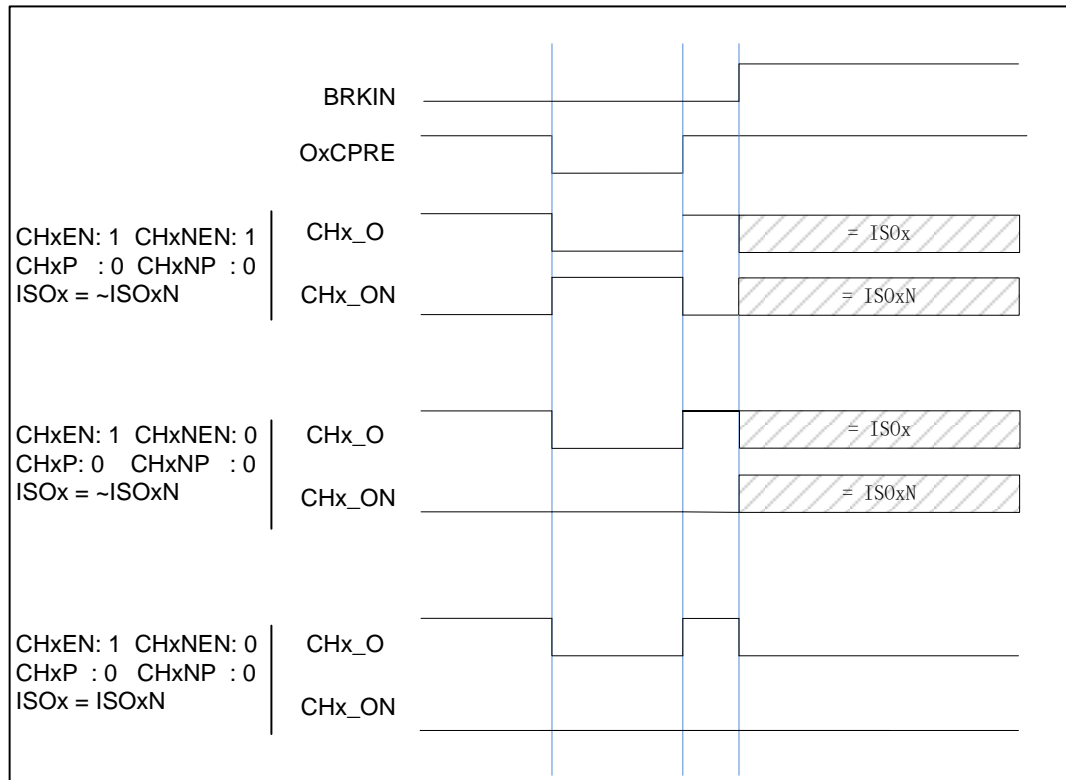 BRKIN
OxCPRE
CHxEN: 1 CHxNEN: 1
CHxP : 0 CHxNP : 0
ISOx = ~ISOxN
CHx_O
= ISOx
CHx_ON
= ISOxN
CHxEN: 1 CHxNEN: 0
CHxP: 0 CHxNP : 0
ISOx = ~ISOxN
CHx_O
= ISOx
CHx_ON
= ISOxN
CHxEN: 1 CHxNEN: 0
CHxP : 0 CHxNP : 0
ISOx = ISOxN
CHx_O
CHx_ON